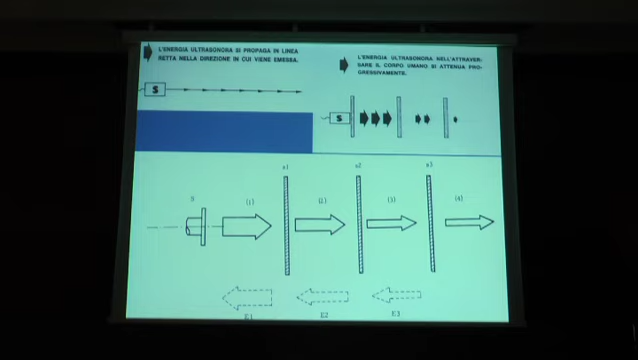 L'ENERGIA ULTRASONORA SI PROPAGA IN LINEA
RETTA NELLA DIREZIONE IN CUI VIENE EMESSA.
L'ENERGIA ULTRASONORA NELL'ATTRAVER-
SARE IL CORPO UMANO SI ATTENUA PRO-
GRESSIVAMENTE.
S
S
s1
s2
s3
S
(1)
(2)
(3)
(4)
E1
E2
E3